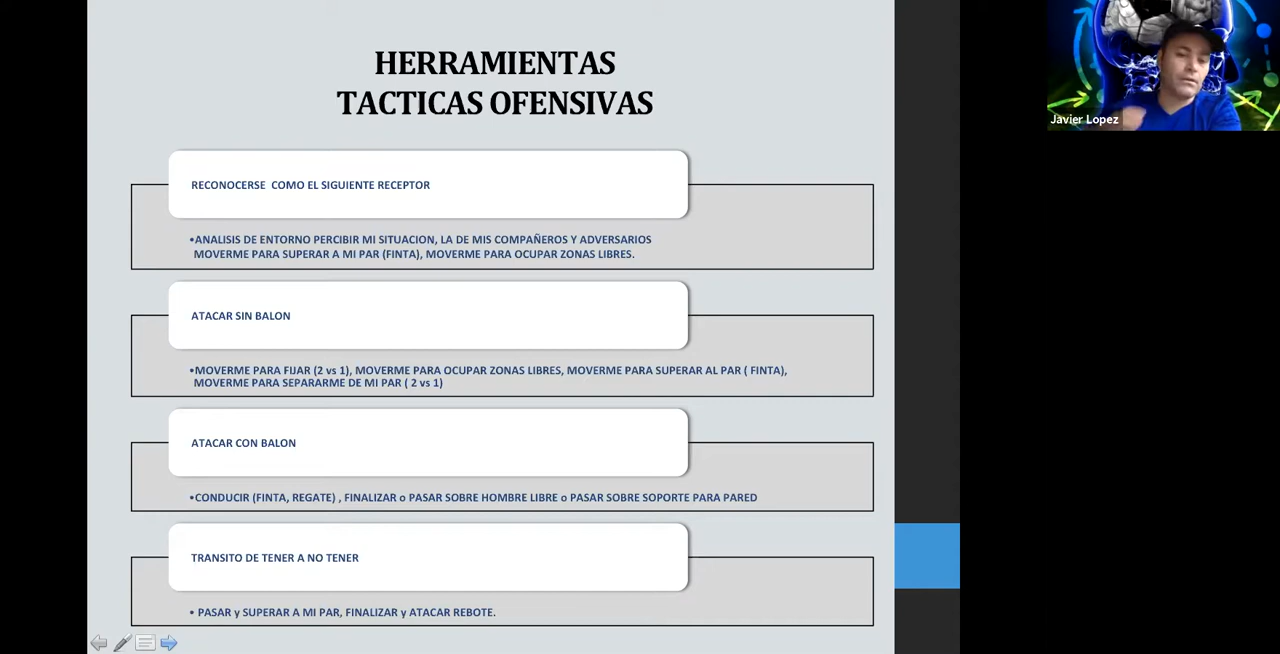 HERRAMIENTAS
TACTICAS OFENSIVAS
Javier Lopez
RECONOCERSE COMO EL SIGUIENTE RECEPTOR
•ANALISIS DE ENTORNO PERCIBIR MI SITUACION, LA DE MIS COMPAÑEROS Y ADVERSARIOS
MOVERME PARA SUPERAR A MI PAR (FINTA), MOVERME PARA OCUPAR ZONAS LIBRES.
ATACAR SIN BALON
•MOVERME PARA FIJAR (2 vs 1), MOVERME PARA OCUPAR ZONAS LIBRES, MOVERME PARA SUPERAR AL PAR ( FINTA),
MOVERME PARA SEPARARME DE MI PAR ( 2 vs 1)
ATACAR CON BALON
•CONDUCIR (FINTA, REGATE) , FINALIZAR o PASAR SOBRE HOMBRE LIBRE o PASAR SOBRE SOPORTE PARA PARED
TRANSITO DE TENER A NO TENER
• PASAR y SUPERAR A MI PAR, FINALIZAR y ATACAR REBOTE.